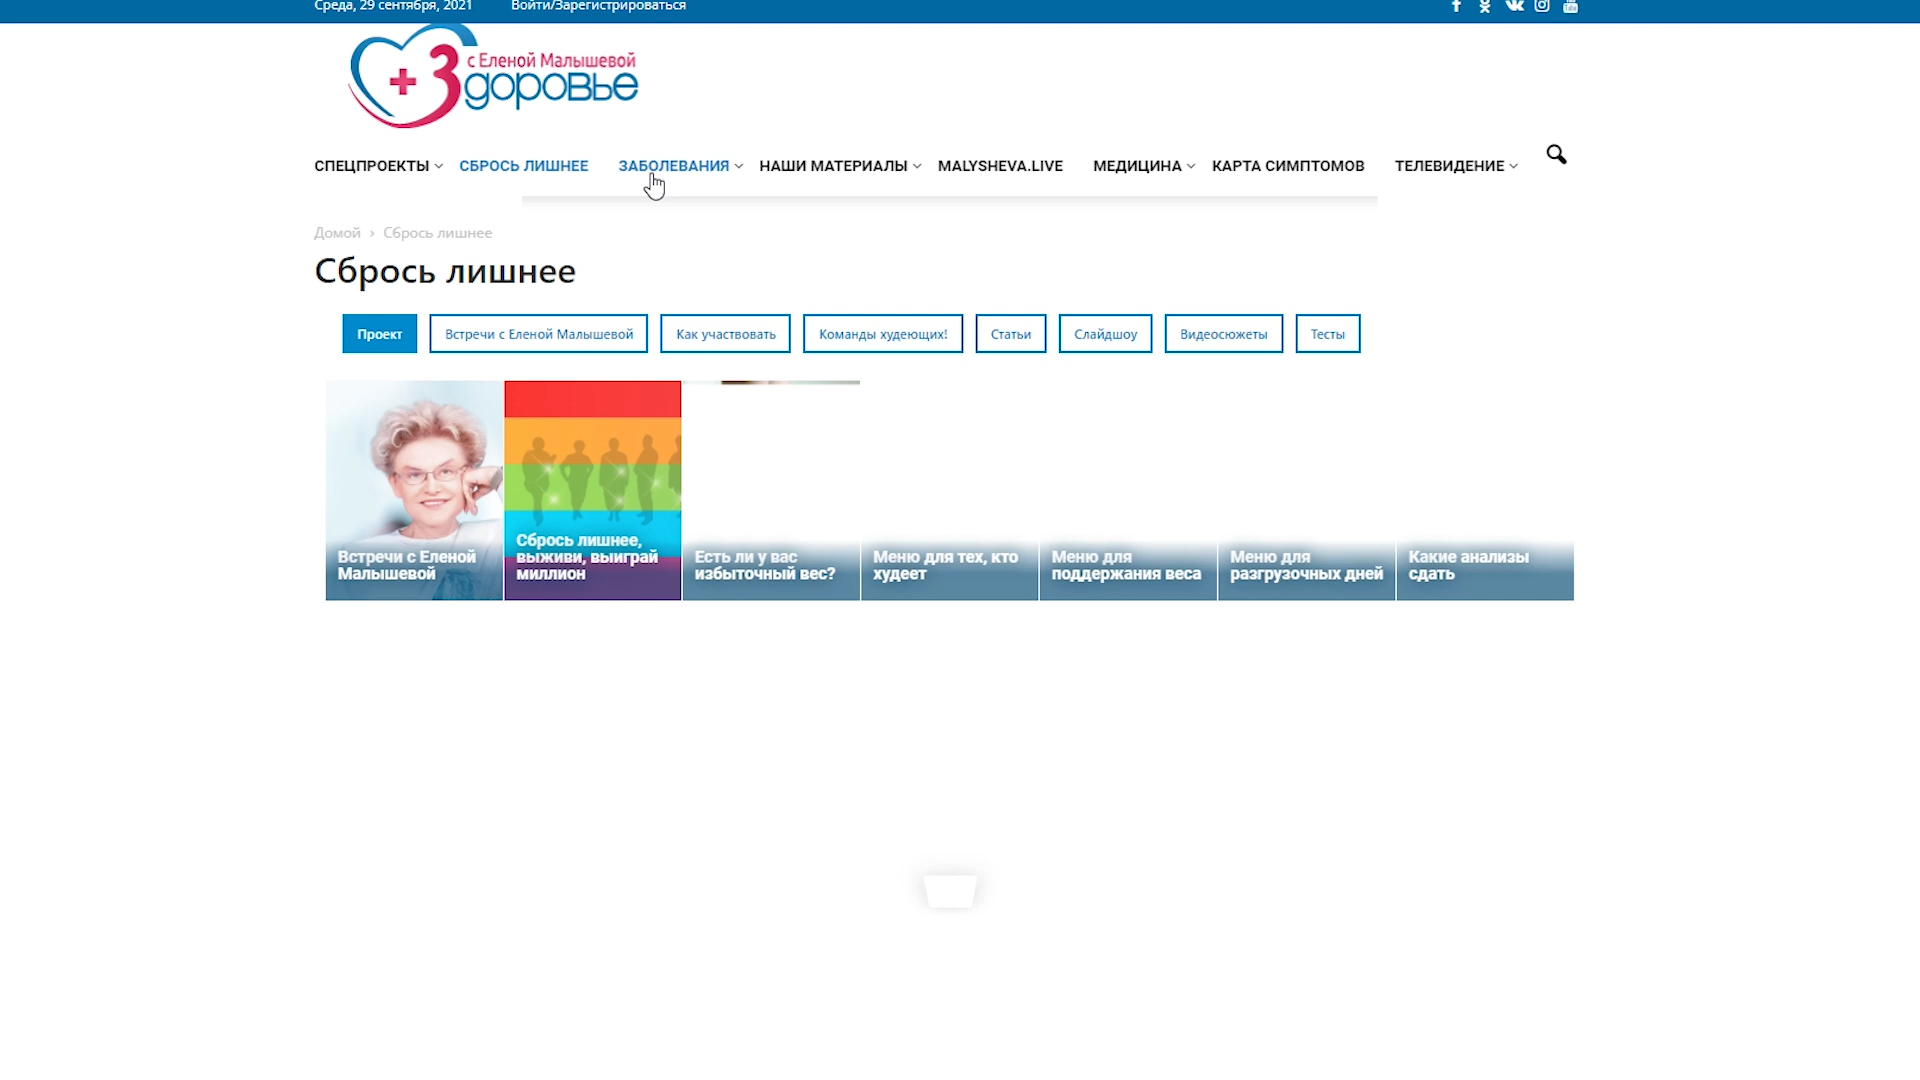 Среда, 29 сентября, 2021 Войти/Зарегистрироваться
с Еленой Малышевой
Здоровье
СПЕЦПРОЕКТЫ СБРОСЬ ЛИШНЕЕ ЗАБОЛЕВАНИЯ НАШИ МАТЕРИАЛЫ MALYSHEVA.LIVE МЕДИЦИНА КАРТА СИМПТОМОВ ТЕЛЕВИДЕНИЕ
Домой › Сбрось лишнее
Сбрось лишнее
Проект Встречи с Еленой Малышевой Как участвовать Команды худеющих! Статьи Слайдшоу Видеосюжеты Тесты
Встречи с Еленой
Малышевой
Сбрось лишнее,
выживи, выиграй
миллион
Есть ли у вас
избыточный вес?
Меню для тех, кто
худеет
Меню для
поддержания веса
Меню для
разгрузочных дней
Какие анализы
сдать